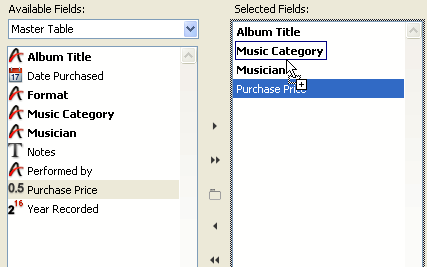 Available Fields:
Master Table
Album Title
17 Date Purchased
Format
Music Category
Musician
Notes
Performed by
0.5 Purchase Price
2 16 Year Recorded
Selected Fields:
Album Title
Music Category
Musician
Purchase Price